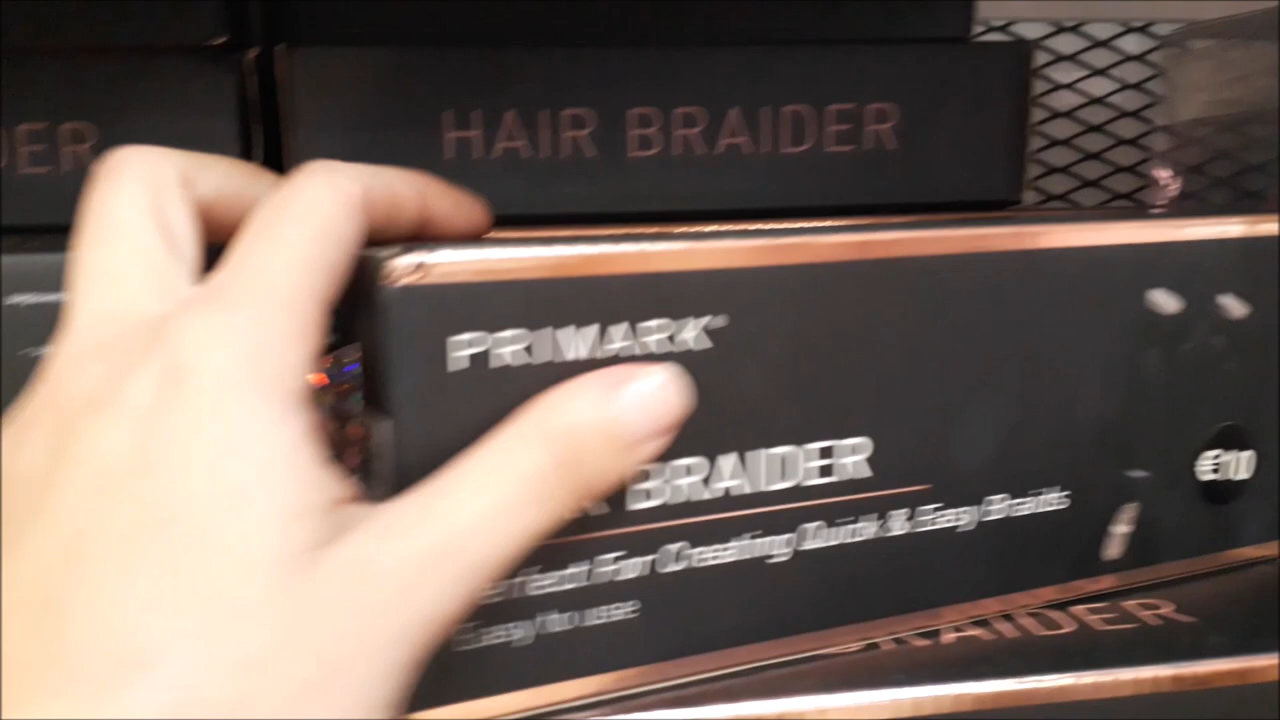 HAIR BRAIDER
DER
PRIMARK
BRAIDER
Perfect For Creating Quick & Easy Braids
Easy to use
€10
BRAIDER